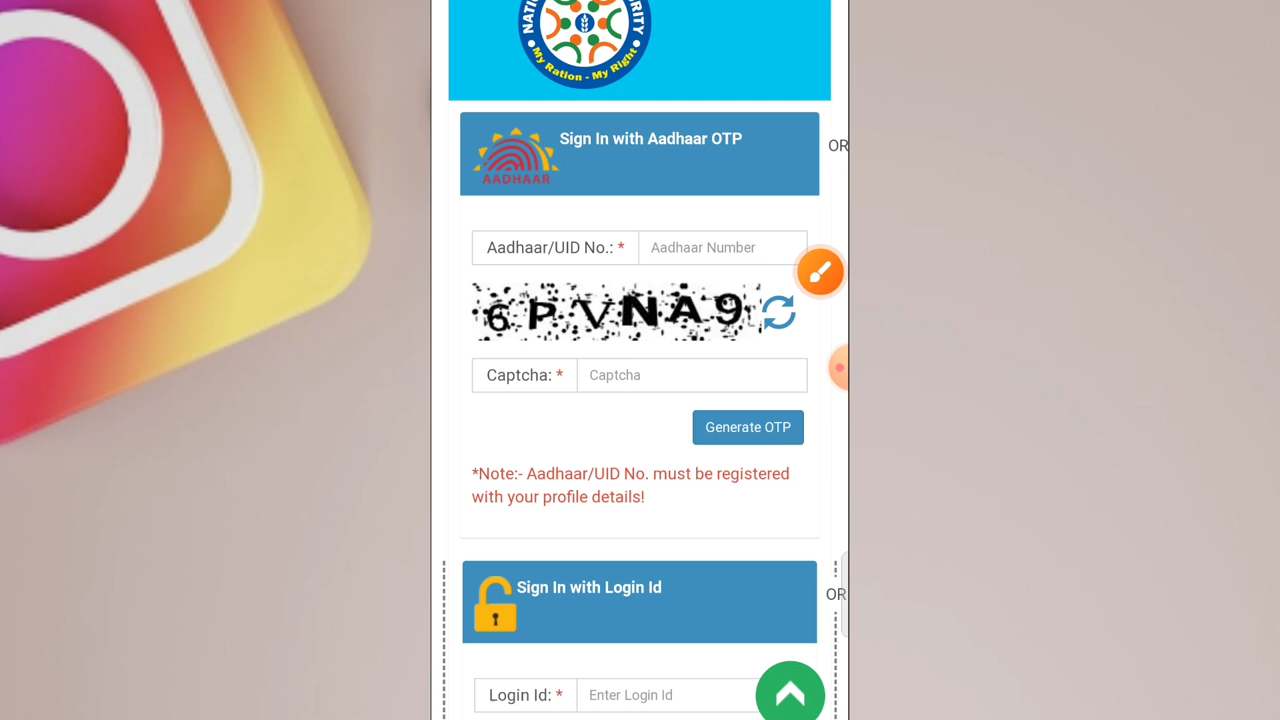 NATI
RITY
My Ration - My Right
Sign In with Aadhaar OTP
AADHAAR
OR
Aadhaar/UID No.: *
Aadhaar Number
6PVNA9
Captcha: *
Captcha
Generate OTP
*Note:- Aadhaar/UID No. must be registered
with your profile details!
Sign In with Login Id
OR
Login Id: *
Enter Login Id